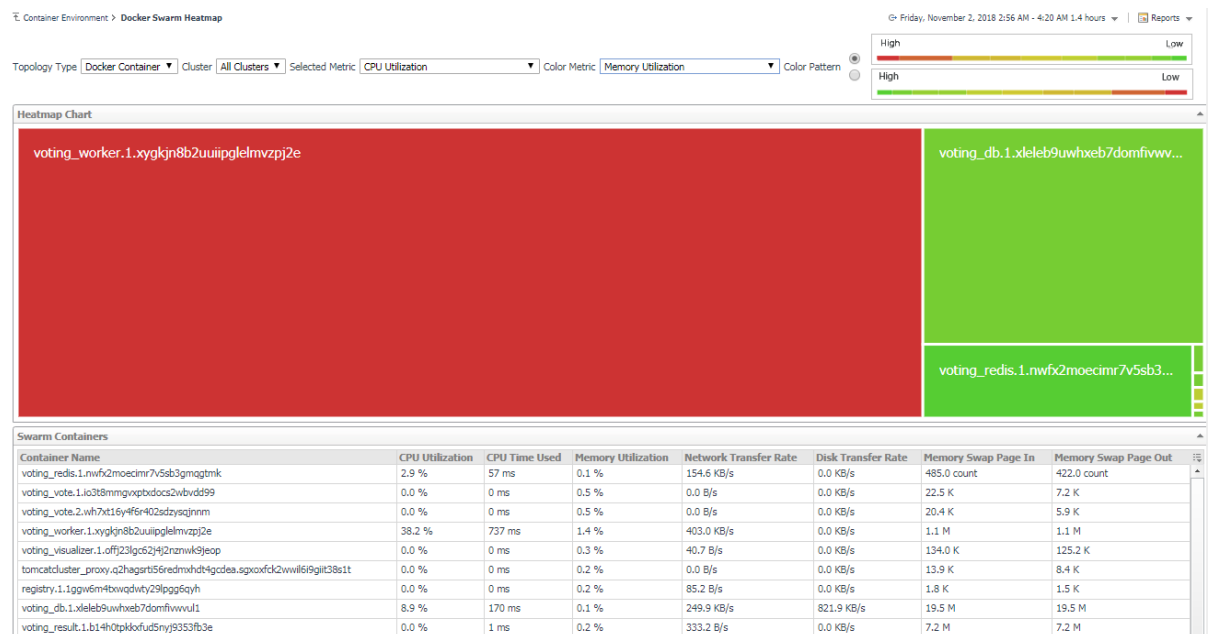 Container Environment > Docker Swarm Heatmap
Friday, November 2, 2018 2:56 AM - 4:20 AM 1.4 hours
Reports
Topology Type Docker Container Cluster All Clusters Selected Metric CPU Utilization Color Metric Memory Utilization Color Pattern
High Low
High Low
Heatmap Chart
voting_worker.1.xygkjn8b2uuiipglelmvzpj2e
voting_db.1.xleleb9uwhxeb7domfivwv...
voting_redis.1.nwfx2moecimr7v5sb3...
Swarm Containers
Container Name CPU Utilization CPU Time Used Memory Utilization Network Transfer Rate Disk Transfer Rate Memory Swap Page In Memory Swap Page Out
voting_redis.1.nwfx2moecimr7v5sb3gmqgtmk 2.9 % 57 ms 0.1 % 154.6 KB/s 0.0 KB/s 485.0 count 422.0 count
voting_vote.1.io3t8mmgvxptxdocs2wbvdd99 0.0 % 0 ms 0.5 % 0.0 B/s 0.0 KB/s 22.5 K 7.2 K
voting_vote.2.wh7xt16y4f6r402sdzysqjnnm 0.0 % 0 ms 0.5 % 0.0 B/s 0.0 KB/s 20.4 K 5.9 K
voting_worker.1.xygkjn8b2uuiipglelmvzpj2e 38.2 % 737 ms 1.4 % 403.0 KB/s 0.0 KB/s 1.1 M 1.1 M
voting_visualizer.1.offj23lgc62j4j2nznwk9jeop 0.0 % 0 ms 0.3 % 40.7 B/s 0.0 KB/s 134.0 K 125.2 K
tomcatcluster_proxy.q2hagsrti56redmxhdt4gcdea.sgxoxfck2wwil6i9giit38s1t 0.0 % 0 ms 0.2 % 0.0 B/s 0.0 KB/s 13.9 K 8.4 K
registry.1.1ggw6m4txwqdwty29lpgg6qyh 0.0 % 0 ms 0.2 % 85.2 B/s 0.0 KB/s 1.8 K 1.5 K
voting_db.1.xleleb9uwhxeb7domfivwvul1 8.9 % 170 ms 0.1 % 249.9 KB/s 821.9 KB/s 19.5 M 19.5 M
voting_result.1.b14h0tpkkxfud5nyj9353fb3e 0.0 % 1 ms 0.2 % 333.2 B/s 0.0 KB/s 7.2 M 7.2 M